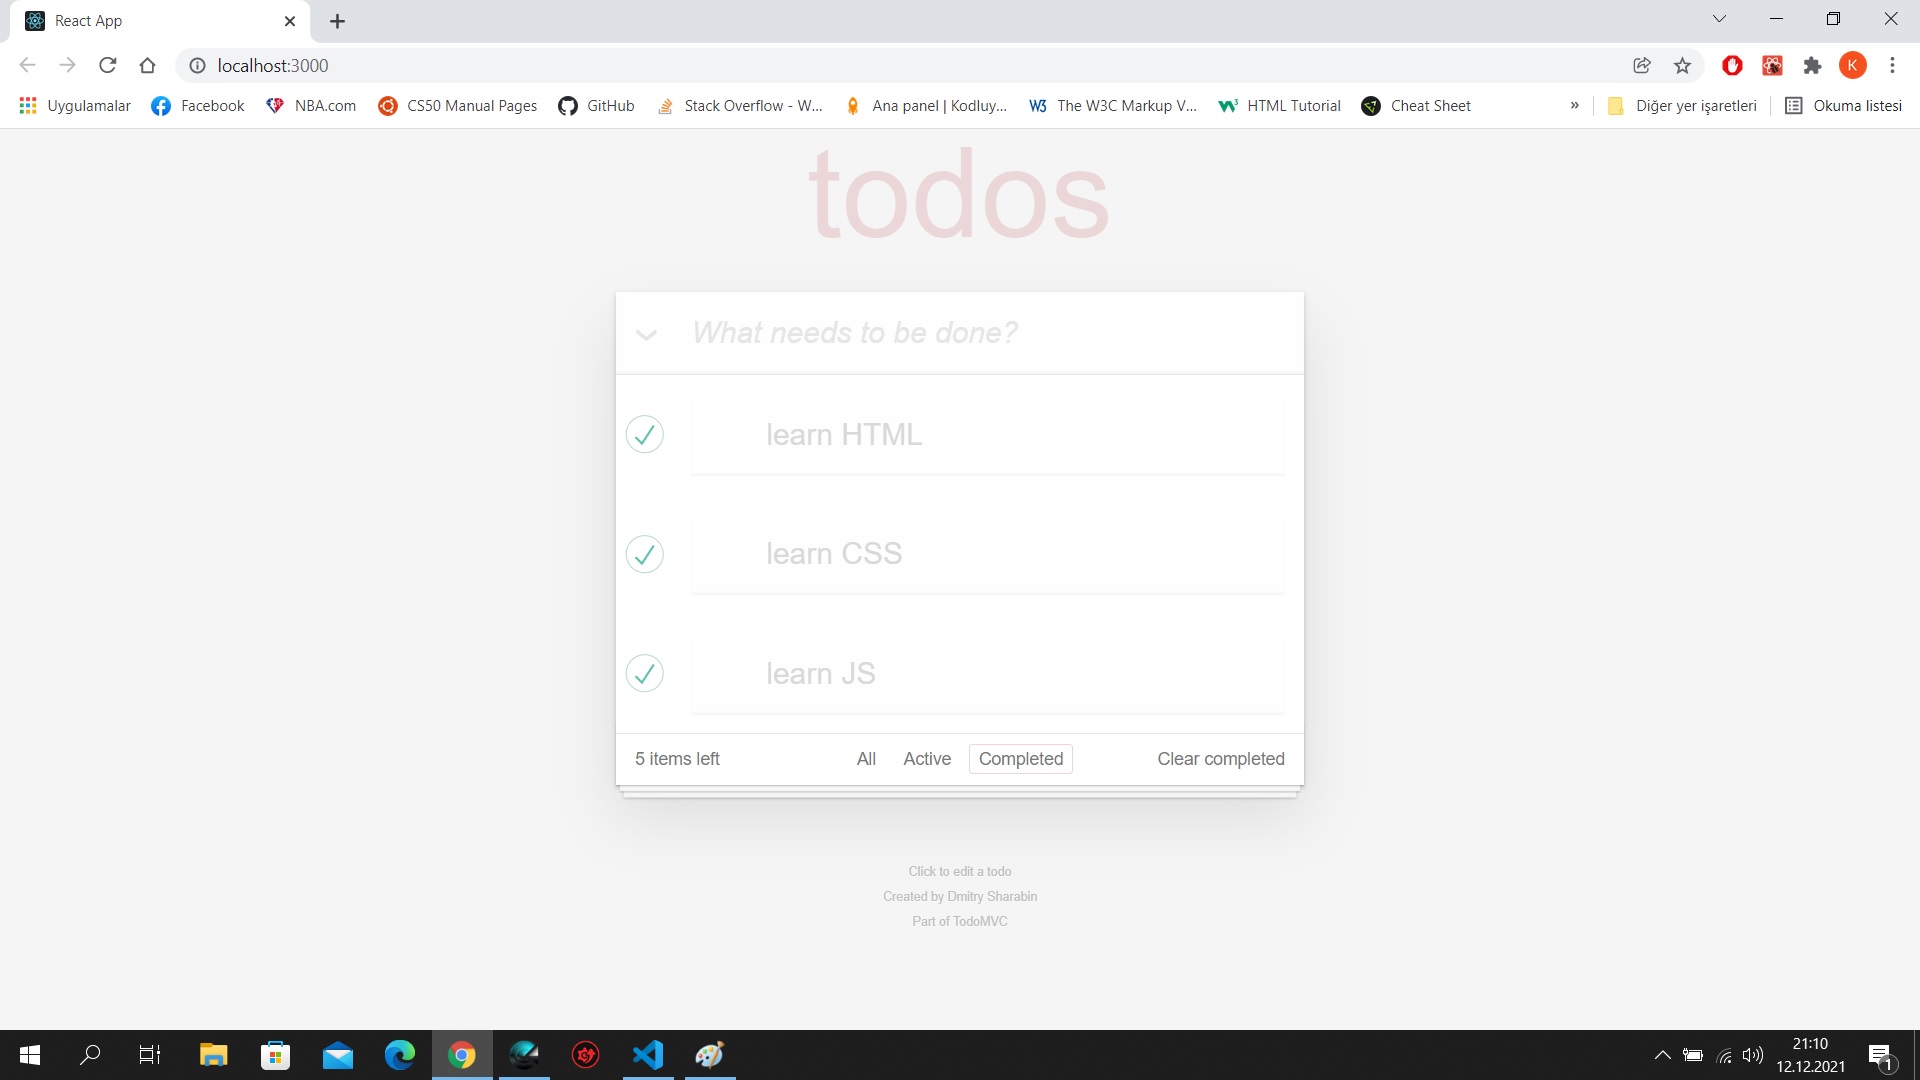 React App
localhost:3000
K
Uygulamalar
Facebook
NBA.com
CS50 Manual Pages
GitHub
Stack Overflow - W...
Ana panel | Kodluy...
W3
The W3C Markup V...
HTML Tutorial
Cheat Sheet
»
Diğer yer işaretleri
Okuma listesi
todos
What needs to be done?
learn HTML
learn CSS
learn JS
5 items left
All
Active
Completed
Clear completed
Click to edit a todo
Created by Dmitry Sharabin
Part of TodoMVC
21:10
12.12.2021
1